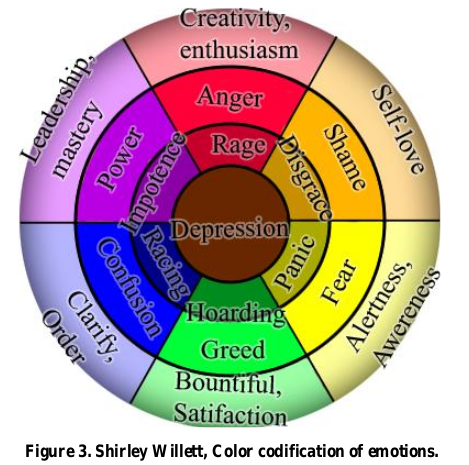 Creativity,
enthusiasm
Leadership,
mastery
Self-love
Anger
Power
Shame
Rage
Impotence
Disgrace
Depression
Racing
Panic
Confusion
Fear
Clarify,
Order
Alertness,
Awereness
Hoarding
Greed
Bountiful,
Satifaction
Figure 3. Shirley Willett, Color codification of emotions.